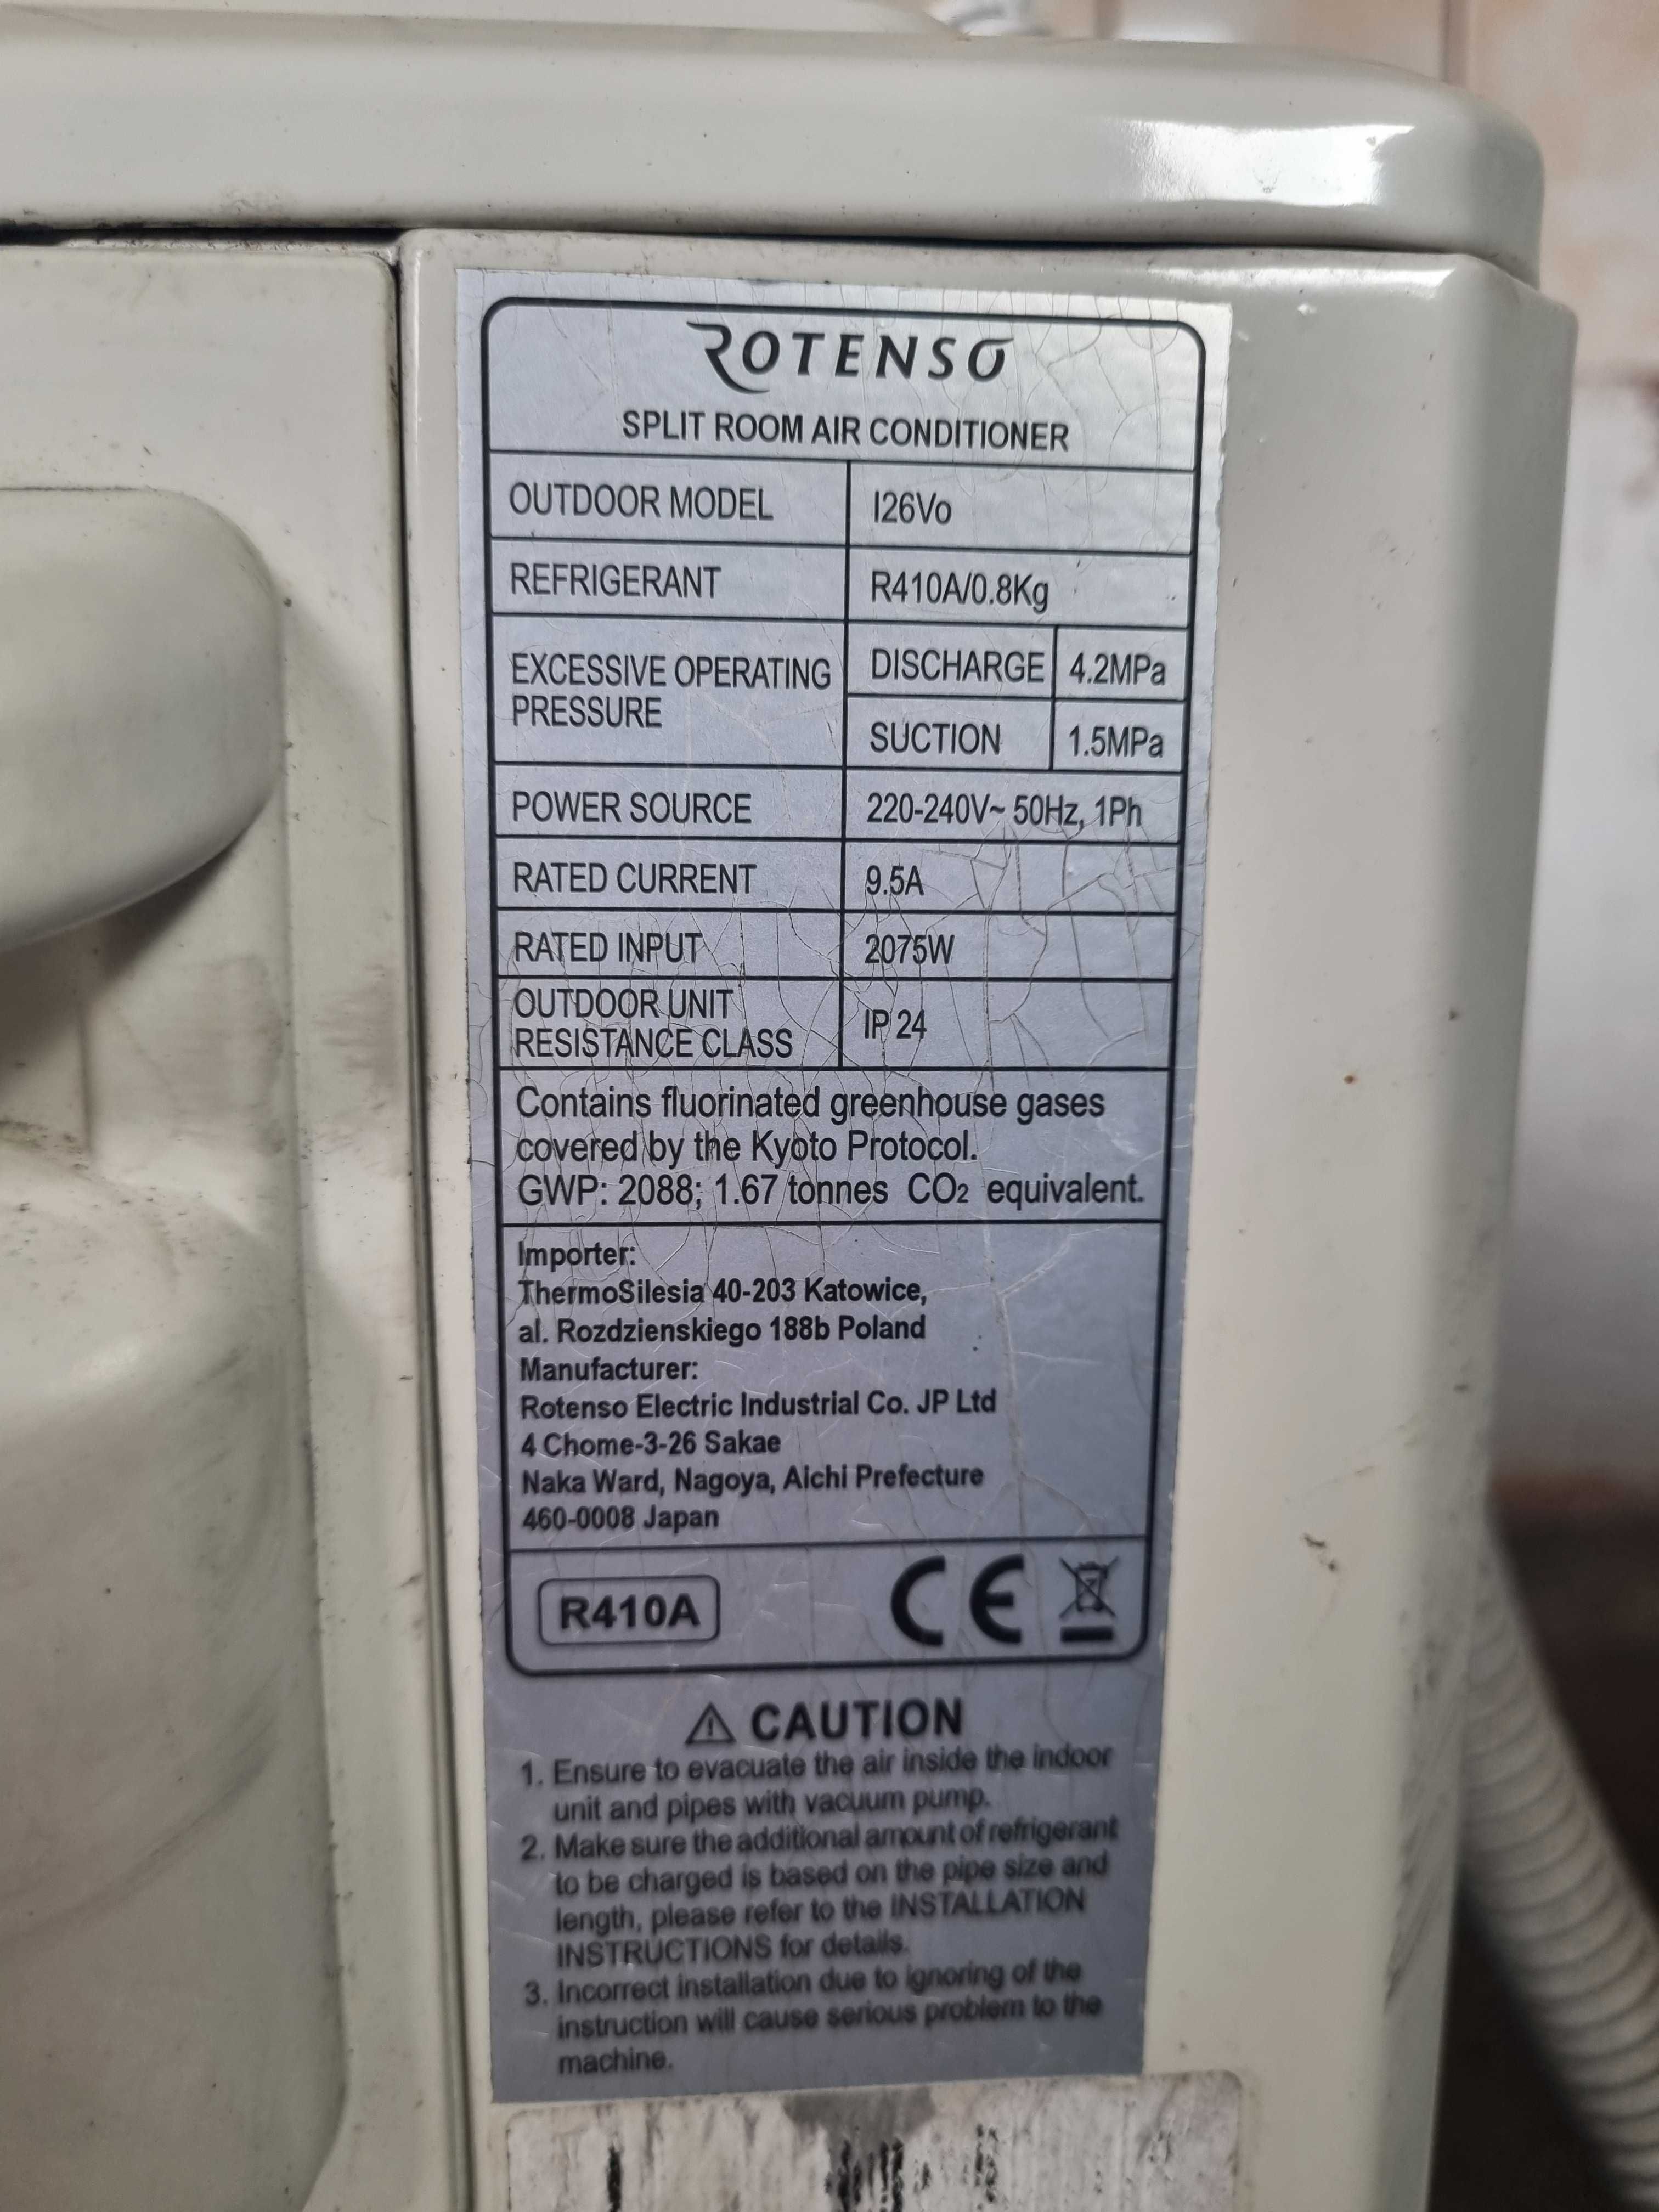 ROTENSO
SPLIT ROOM AIR CONDITIONER
OUTDOOR MODEL I26Vo
REFRIGERANT R410A/0.8Kg
EXCESSIVE OPERATING
PRESSURE
DISCHARGE 4.2MPa
SUCTION 1.5MPa
POWER SOURCE 220-240V~ 50Hz, 1Ph
RATED CURRENT 9.5A
RATED INPUT 2075W
OUTDOOR UNIT
RESISTANCE CLASS
IP 24
Contains fluorinated greenhouse gases
covered by the Kyoto Protocol.
GWP: 2088; 1.67 tonnes CO2 equivalent.
Importer:
ThermoSilesia 40-203 Katowice,
al. Rozdzienskiego 188b Poland
Manufacturer:
Rotenso Electric Industrial Co. JP Ltd
4 Chome-3-26 Sakae
Naka Ward, Nagoya, Aichi Prefecture
460-0008 Japan
R410A CE
⚠ CAUTION
1. Ensure to evacuate the air inside the indoor
unit and pipes with vacuum pump.
2. Make sure the additional amount of refrigerant
to be charged is based on the pipe size and
length, please refer to the INSTALLATION
INSTRUCTIONS for details.
3. Incorrect installation due to ignoring of the
instruction will cause serious problem to the
machine.